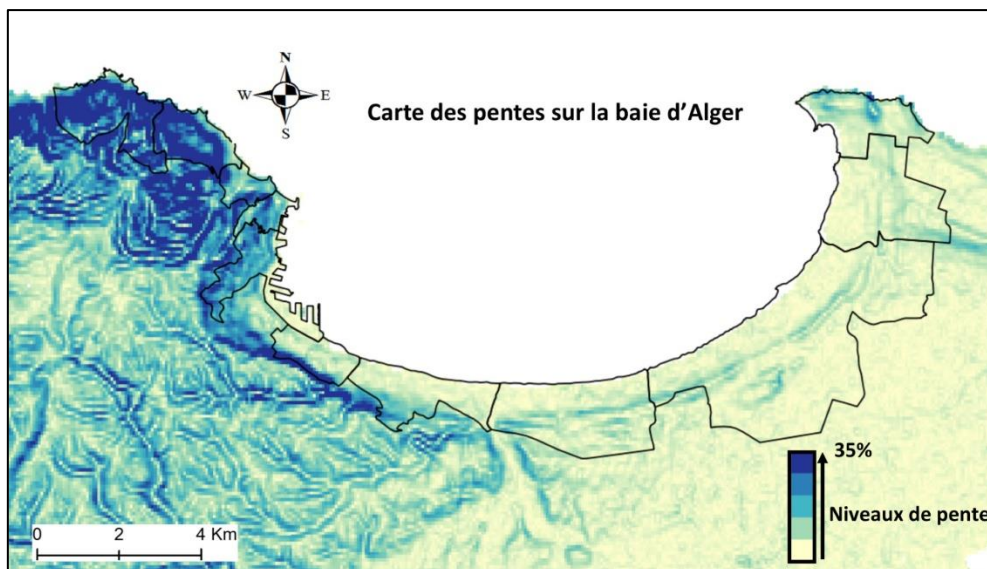 N
W E
S
Carte des pentes sur la baie d’Alger
35%
Niveaux de pente
0 2 4 Km